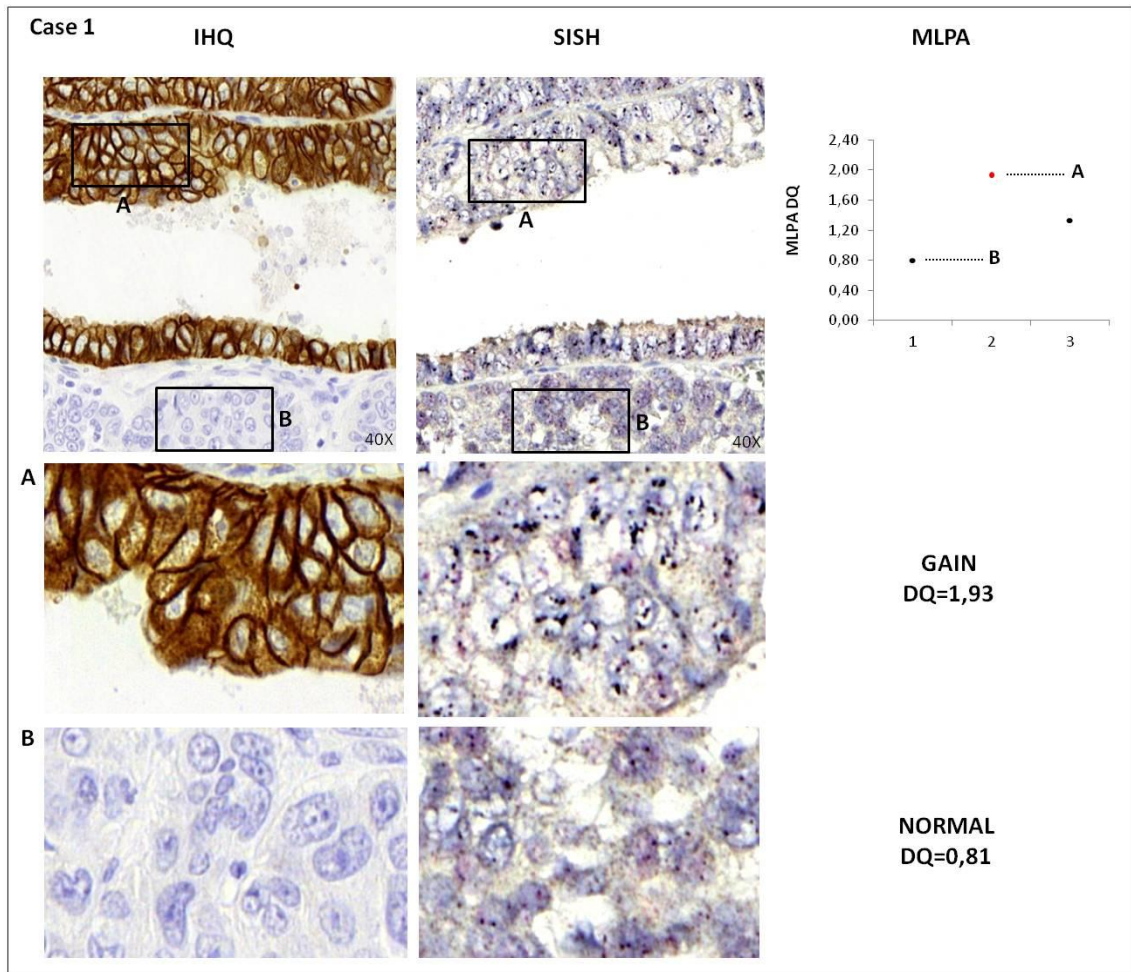 Case 1
IHQ
SISH
MLPA
A
40X
B
A
40X
B
MLPA DQ
2,40
2,00
1,60
1,20
0,80
0,40
0,00
1
2
3
A
B
A
GAIN
DQ=1,93
B
NORMAL
DQ=0,81